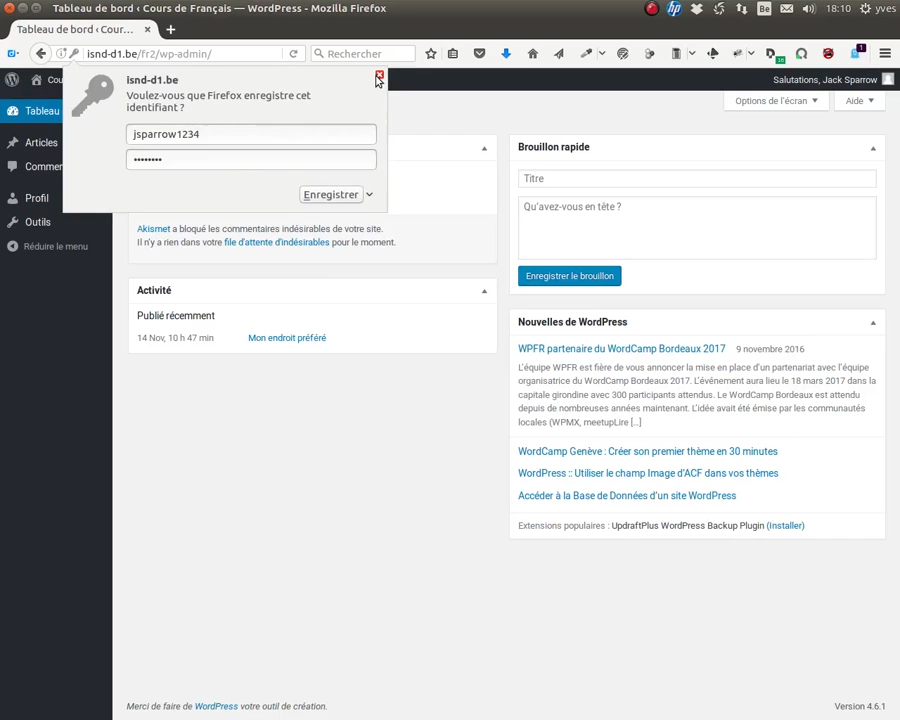 Tableau de bord ‹ Cours de Français — WordPress - Mozilla Firefox
Be
18:10
yves
Tableau de bord ‹ Cour...
isnd-d1.be/fr2/wp-admin/
Rechercher
10
1
Cou
Salutations, Jack Sparrow
isnd-d1.be
Voulez-vous que Firefox enregistre cet
identifiant ?
jsparrow1234
••••••••
Enregistrer
Options de l'écran
Aide
Tableau
Articles
Commen
Profil
Outils
Réduire le menu
Akismet a bloqué les commentaires indésirables de votre site.
Il n'y a rien dans votre file d'attente d'indésirables pour le moment.
Activité
Publié récemment
14 Nov, 10 h 47 min
Mon endroit préféré
Brouillon rapide
Titre
Qu'avez-vous en tête ?
Enregistrer le brouillon
Nouvelles de WordPress
WPFR partenaire du WordCamp Bordeaux 2017 9 novembre 2016
L'équipe WPFR est fière de vous annoncer la mise en place d'un partenariat avec l'équipe
organisatrice du WordCamp Bordeaux 2017. L'événement aura lieu le 18 mars 2017 dans la
capitale girondine avec 300 participants attendus. Le WordCamp Bordeaux est attendu
depuis de nombreuses années maintenant. L'idée avait été émise par les communautés
locales (WPMX, meetupLire […]
WordCamp Genève : Créer son premier thème en 30 minutes
WordPress :: Utiliser le champ Image d'ACF dans vos thèmes
Accéder à la Base de Données d'un site WordPress
Extensions populaires : UpdraftPlus WordPress Backup Plugin (Installer)
Merci de faire de WordPress votre outil de création.
Version 4.6.1